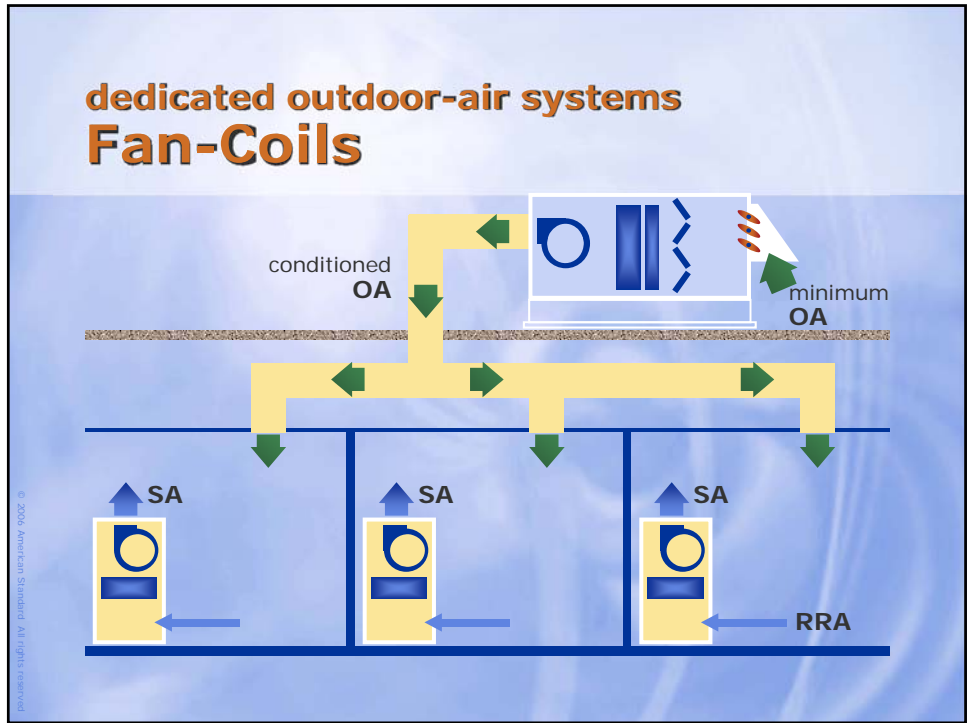 dedicated outdoor-air systems
Fan-Coils
conditioned
OA
minimum
OA
SA
SA
SA
RRA
© 2006 American Standard All rights reserved